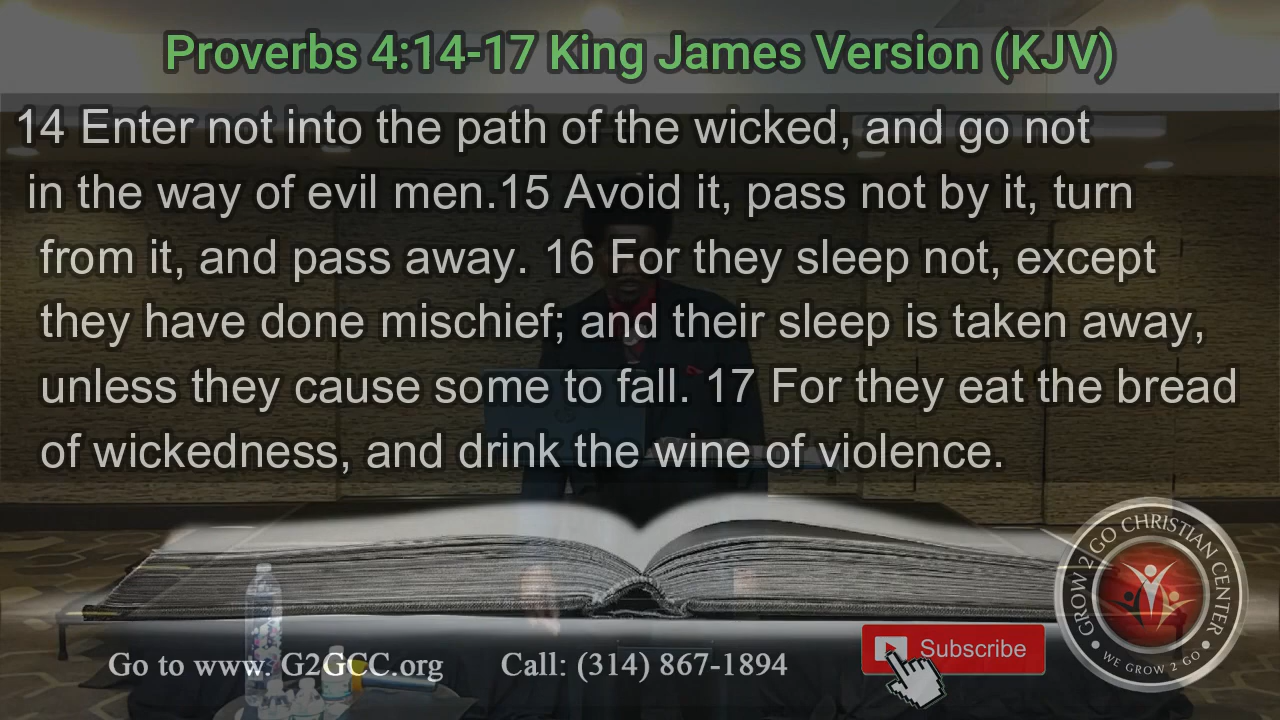 Proverbs 4:14-17 King James Version (KJV)
14 Enter not into the path of the wicked, and go not
in the way of evil men.15 Avoid it, pass not by it, turn
from it, and pass away. 16 For they sleep not, except
they have done mischief; and their sleep is taken away,
unless they cause some to fall. 17 For they eat the bread
of wickedness, and drink the wine of violence.
GROW 2 GO CHRISTIAN CENTER
• WE GROW 2 GO •
Go to www. G2GCC.org
Call: (314) 867-1894
Subscribe